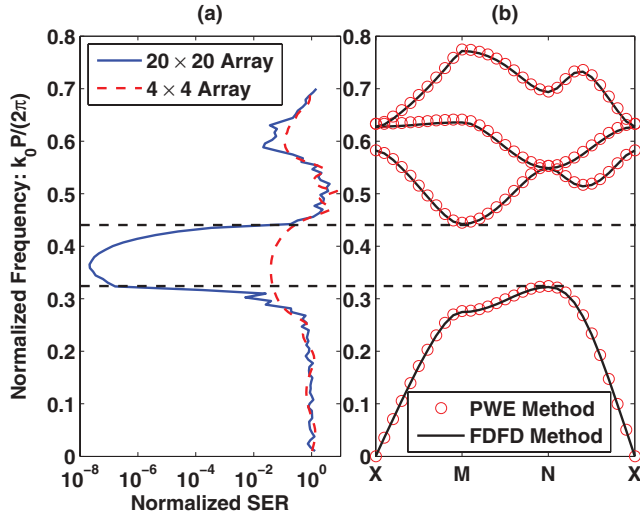 (a)
(b)
20 × 20 Array
4 × 4 Array
Normalized Frequency: k₀P/(2π)
0.8
0.7
0.6
0.5
0.4
0.3
0.2
0.1
0
10⁻⁸
10⁻⁶
10⁻⁴
10⁻²
10⁰
Normalized SER
0.8
0.7
0.6
0.5
0.4
0.3
0.2
0.1
0
PWE Method
FDFD Method
X
M
N
X